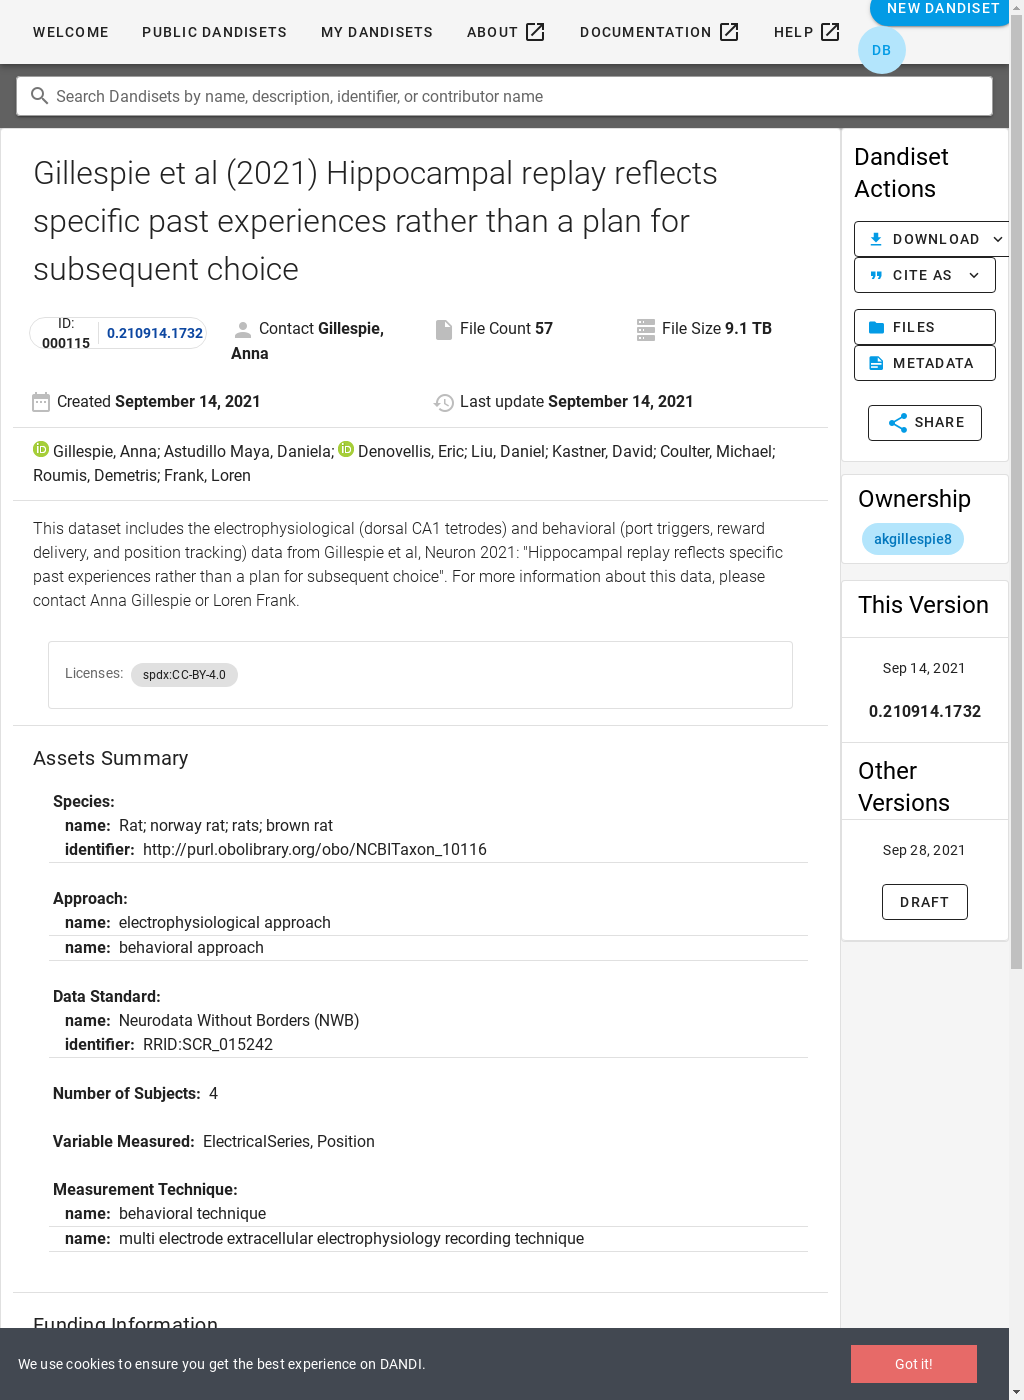 NEW DANDISET
WELCOME PUBLIC DANDISETS MY DANDISETS ABOUT DOCUMENTATION HELP
DB
Search Dandisets by name, description, identifier, or contributor name
Gillespie et al (2021) Hippocampal replay reflects
specific past experiences rather than a plan for
subsequent choice
ID:
000115
0.210914.1732
Contact Gillespie,
Anna
File Count 57
File Size 9.1 TB
Created September 14, 2021
Last update September 14, 2021
Gillespie, Anna; Astudillo Maya, Daniela; iD Denovellis, Eric; Liu, Daniel; Kastner, David; Coulter, Michael;
Roumis, Demetris; Frank, Loren
This dataset includes the electrophysiological (dorsal CA1 tetrodes) and behavioral (port triggers, reward
delivery, and position tracking) data from Gillespie et al, Neuron 2021: "Hippocampal replay reflects specific
past experiences rather than a plan for subsequent choice". For more information about this data, please
contact Anna Gillespie or Loren Frank.
Licenses: spdx:CC-BY-4.0
Assets Summary
Species:
name: Rat; norway rat; rats; brown rat
identifier: http://purl.obolibrary.org/obo/NCBITaxon_10116
Approach:
name: electrophysiological approach
name: behavioral approach
Data Standard:
name: Neurodata Without Borders (NWB)
identifier: RRID:SCR_015242
Number of Subjects: 4
Variable Measured: ElectricalSeries, Position
Measurement Technique:
name: behavioral technique
name: multi electrode extracellular electrophysiology recording technique
Funding Information
Dandiset
Actions
DOWNLOAD
CITE AS
FILES
METADATA
SHARE
Ownership
akgillespie8
This Version
Sep 14, 2021
0.210914.1732
Other
Versions
Sep 28, 2021
DRAFT
We use cookies to ensure you get the best experience on DANDI.
Got it!